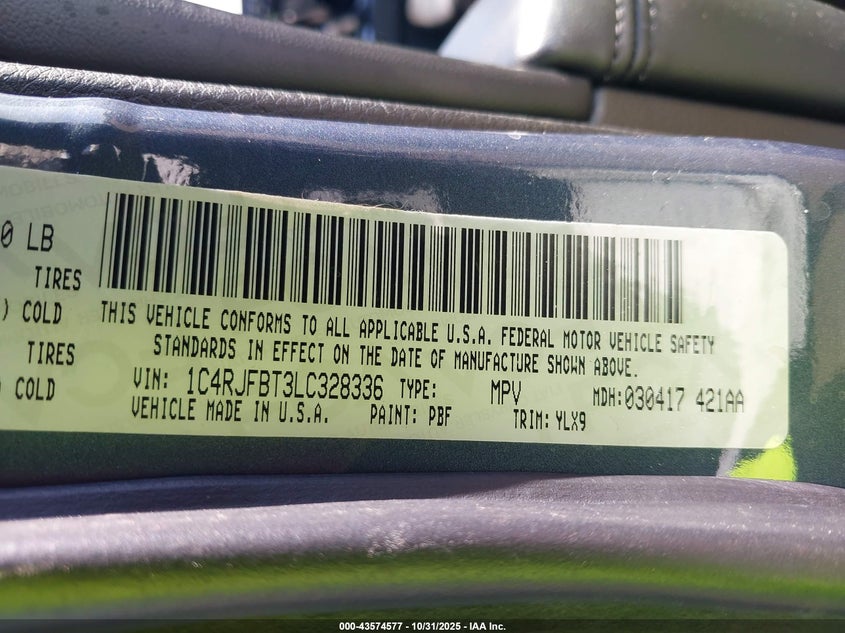 0 LB
TIRES
) COLD
TIRES
) COLD
THIS VEHICLE CONFORMS TO ALL APPLICABLE U.S.A. FEDERAL MOTOR VEHICLE SAFETY
STANDARDS IN EFFECT ON THE DATE OF MANUFACTURE SHOWN ABOVE.
VIN: 1C4RJFBT3LC328336 TYPE: MPV MDH:030417 421AA
VEHICLE MADE IN U.S.A. PAINT: PBF TRIM: YLX9
000-43574577 - 10/31/2025 - IAA Inc.